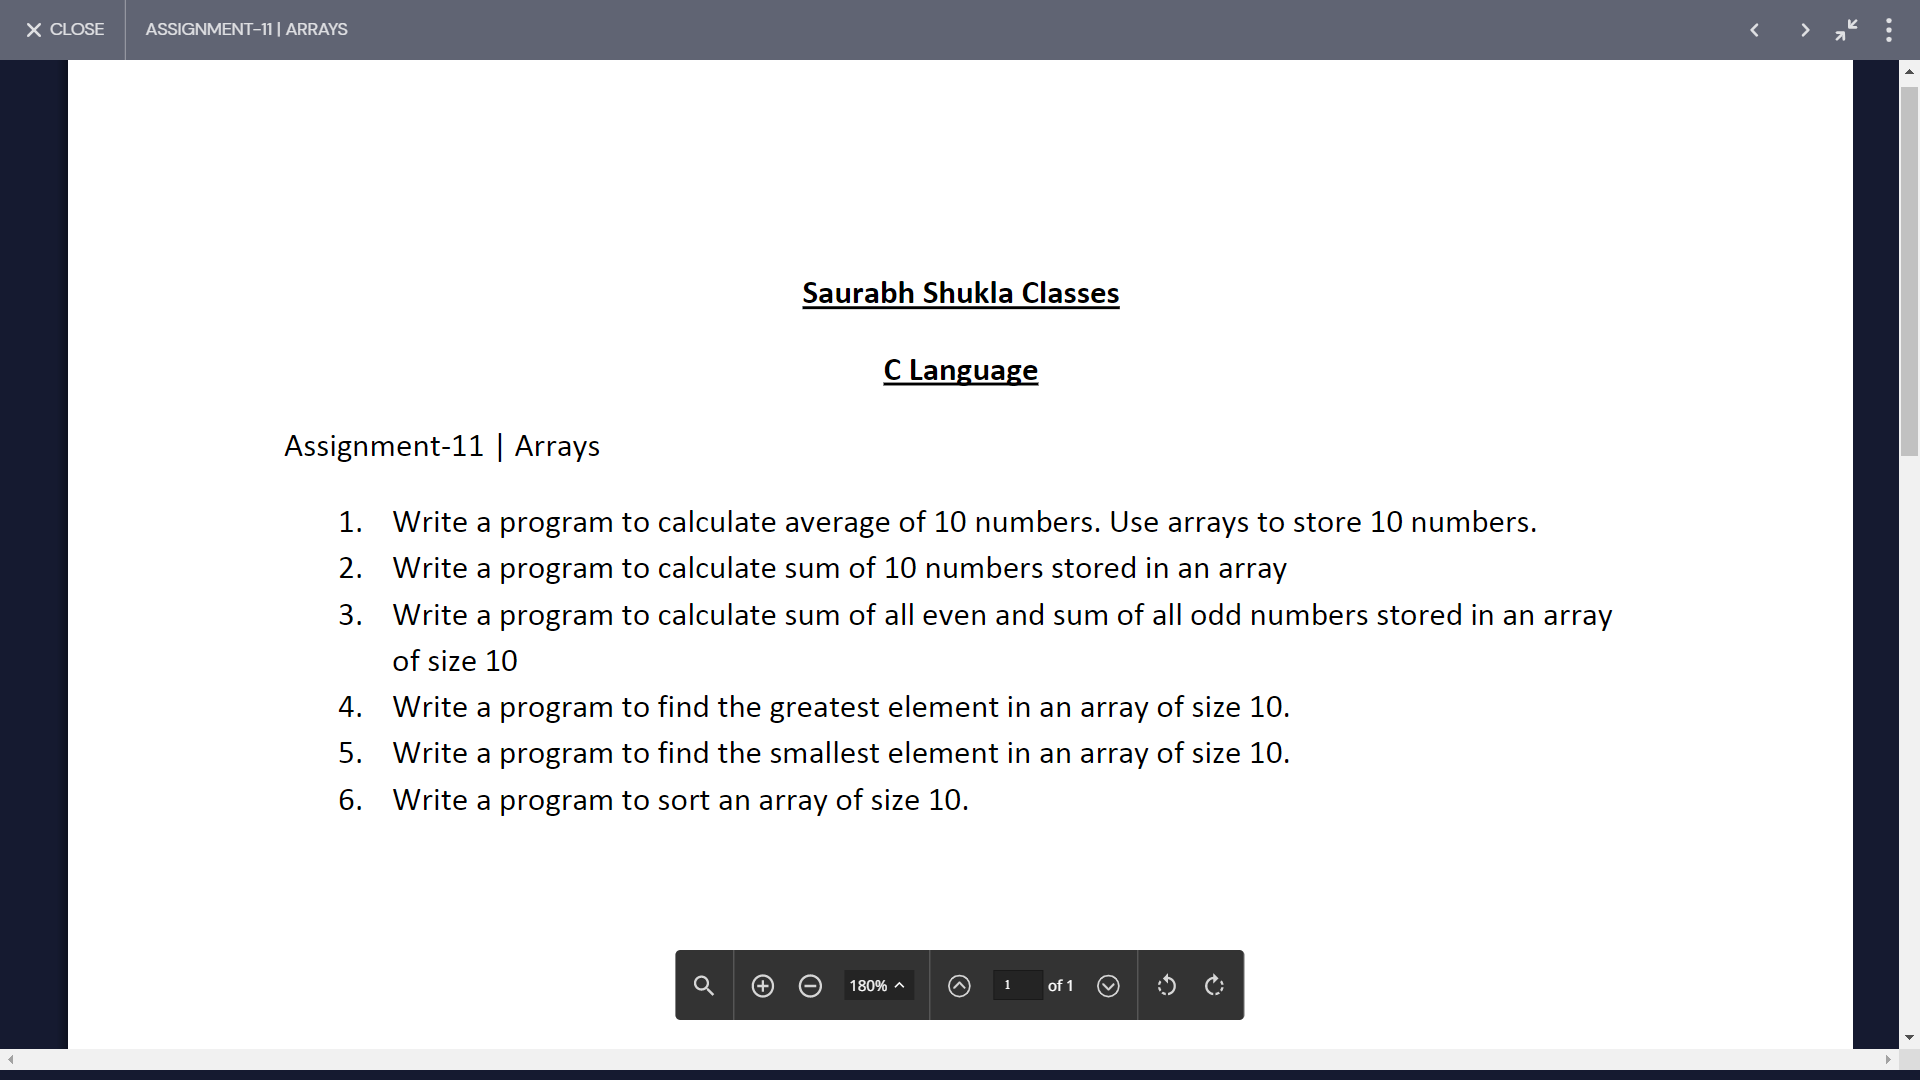 CLOSE
ASSIGNMENT-11 | ARRAYS
Saurabh Shukla Classes
C Language
Assignment-11 | Arrays
1. Write a program to calculate average of 10 numbers. Use arrays to store 10 numbers.
2. Write a program to calculate sum of 10 numbers stored in an array
3. Write a program to calculate sum of all even and sum of all odd numbers stored in an array
of size 10
4. Write a program to find the greatest element in an array of size 10.
5. Write a program to find the smallest element in an array of size 10.
6. Write a program to sort an array of size 10.
180% 1 of 1